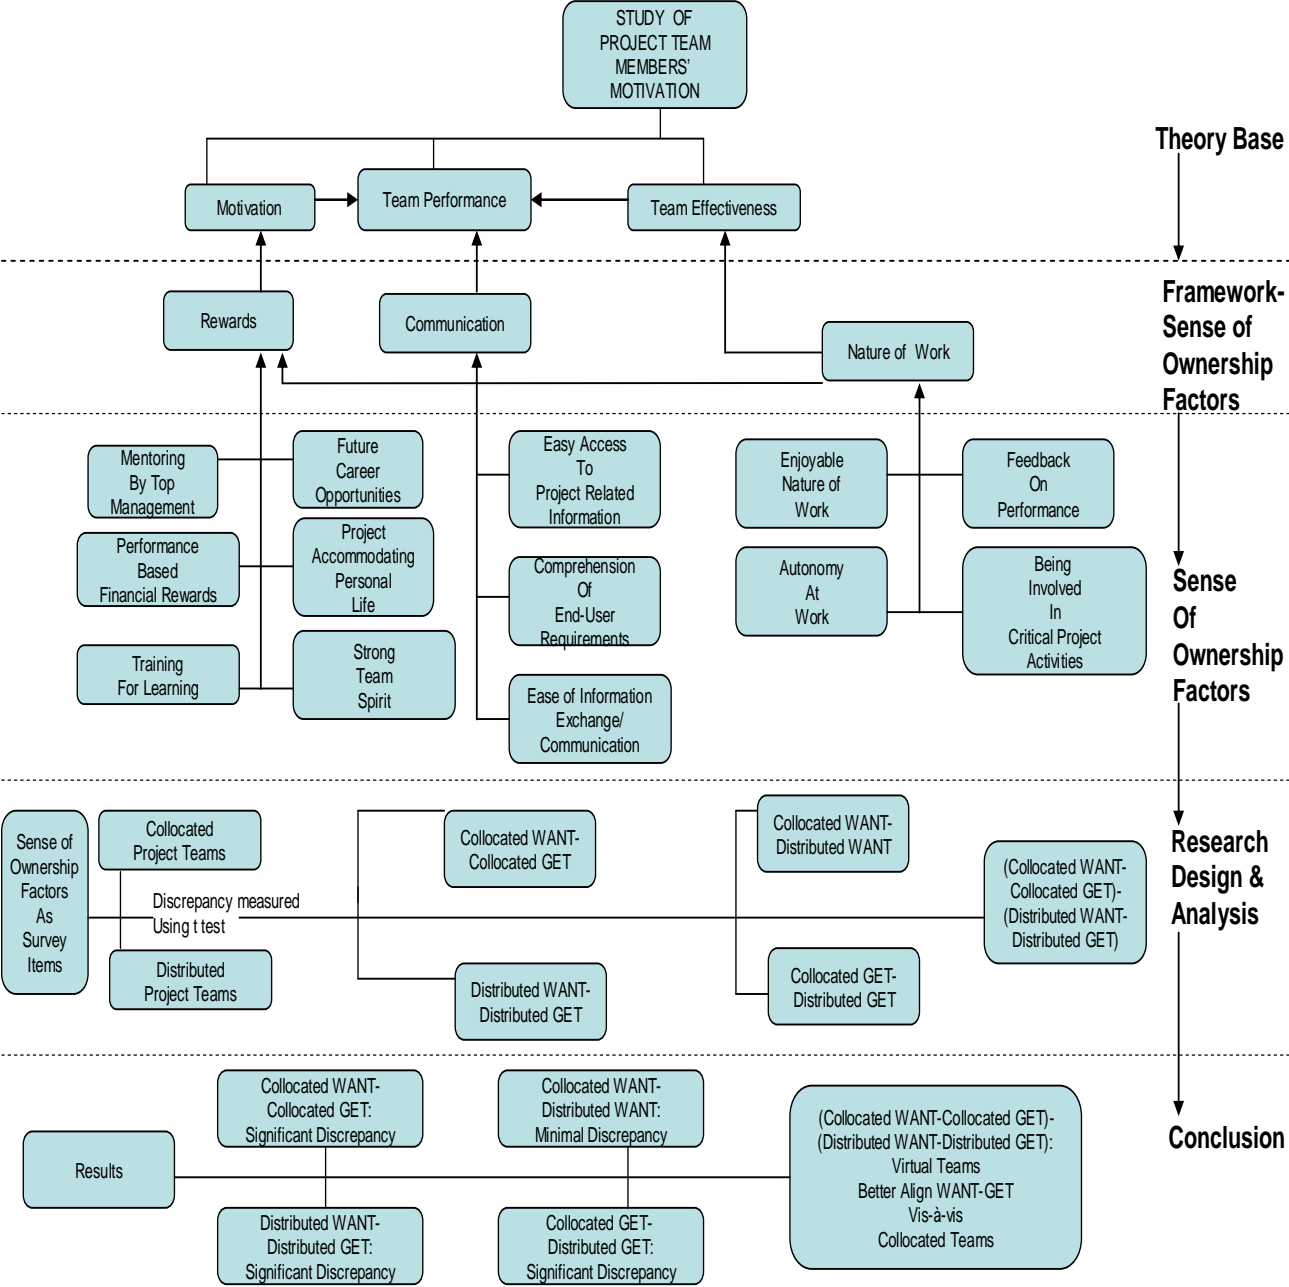 STUDY OF
PROJECT TEAM
MEMBERS'
MOTIVATION
Theory Base
Motivation
Team Performance
Team Effectiveness
Framework-
Sense of
Ownership
Factors
Rewards
Communication
Nature of Work
Mentoring
By Top
Management
Future
Career
Opportunities
Easy Access
To
Project Related
Information
Enjoyable
Nature of
Work
Feedback
On
Performance
Performance
Based
Financial Rewards
Project
Accommodating
Personal
Life
Comprehension
Of
End-User
Requirements
Autonomy
At
Work
Being
Involved
In
Critical Project
Activities
Sense
Of
Ownership
Factors
Training
For Learning
Strong
Team
Spirit
Ease of Information
Exchange/
Communication
Sense of
Ownership
Factors
As
Survey
Items
Collocated
Project Teams
Discrepancy measured
Using t test
Distributed
Project Teams
Collocated WANT-
Collocated GET
Distributed WANT-
Distributed GET
Collocated WANT-
Distributed WANT
Collocated GET-
Distributed GET
(Collocated WANT-
Collocated GET)-
(Distributed WANT-
Distributed GET)
Research
Design &
Analysis
Results
Collocated WANT-
Collocated GET:
Significant Discrepancy
Distributed WANT-
Distributed GET:
Significant Discrepancy
Collocated WANT-
Distributed WANT:
Minimal Discrepancy
Collocated GET-
Distributed GET:
Significant Discrepancy
(Collocated WANT-Collocated GET)-
(Distributed WANT-Distributed GET):
Virtual Teams
Better Align WANT-GET
Vis-à-vis
Collocated Teams
Conclusion